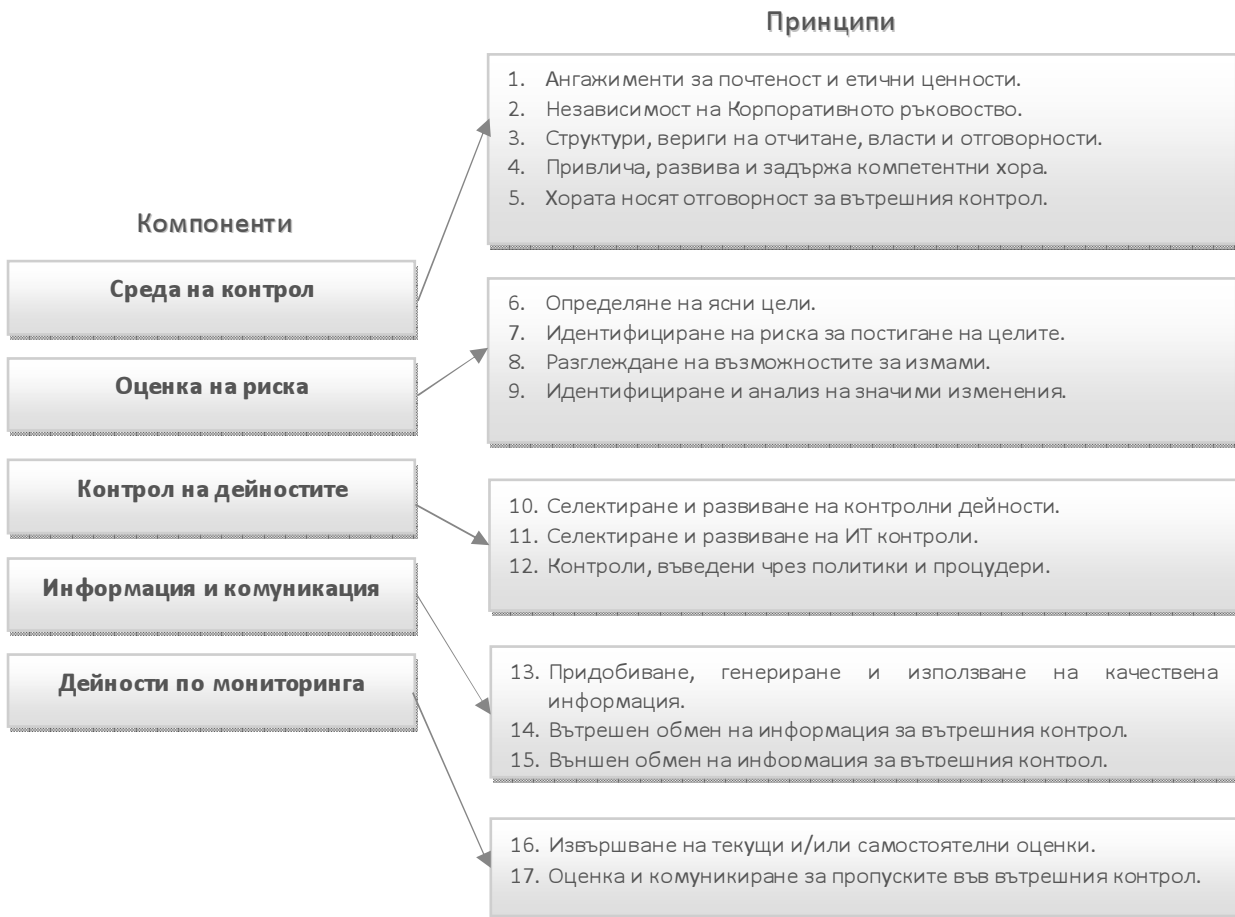 Принципи
1. Ангажименти за почтеност и етични ценности.
2. Независимост на Корпоративното ръковоство.
3. Структури, вериги на отчитане, власти и отговорности.
4. Привлича, развива и задържа компетентни хора.
5. Хората носят отговорност за вътрешния контрол.
Компоненти
Среда на контрол
Оценка на риска
Контрол на дейностите
Информация и комуникация
Дейности по мониторинга
6. Определяне на ясни цели.
7. Идентифициране на риска за постигане на целите.
8. Разглеждане на възможностите за измами.
9. Идентифициране и анализ на значими изменения.
10. Селектиране и развиване на контролни дейности.
11. Селектиране и развиване на ИТ контроли.
12. Контроли, въведени чрез политики и процудери.
13. Придобиване, генериране и използване на качествена
информация.
14. Вътрешен обмен на информация за вътрешния контрол.
15. Външен обмен на информация за вътрешния контрол.
16. Извършване на текущи и/или самостоятелни оценки.
17. Оценка и комуникиране за пропуските във вътрешния контрол.